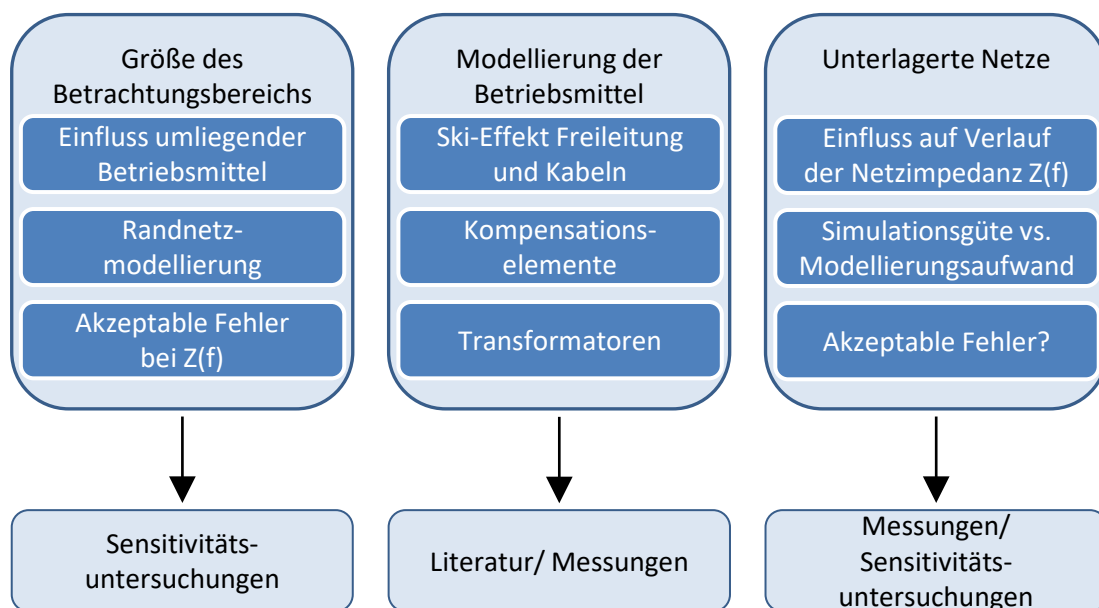 Größe des
Betrachtungsbereichs
Einfluss umliegender
Betriebsmittel
Randnetz-
modellierung
Akzeptable Fehler
bei Z(f)
Sensitivitäts-
untersuchungen
Modellierung der
Betriebsmittel
Ski-Effekt Freileitung
und Kabeln
Kompensations-
elemente
Transformatoren
Literatur/ Messungen
Unterlagerte Netze
Einfluss auf Verlauf
der Netzimpedanz Z(f)
Simulationsgüte vs.
Modellierungsaufwand
Akzeptable Fehler?
Messungen/
Sensitivitäts-
untersuchungen